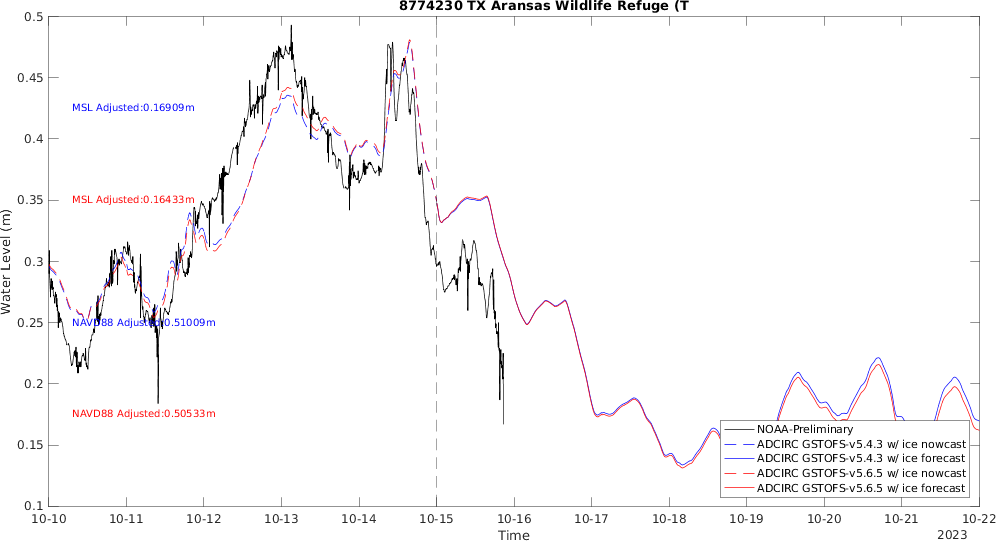 8774230 TX Aransas Wildlife Refuge (T
0.5
0.45
MSL Adjusted:0.16909m
0.4
0.35
MSL Adjusted:0.16433m
0.3
Water Level (m)
0.25
NAVD88 Adjusted:0.51009m
0.2
NAVD88 Adjusted:0.50533m
0.15
0.1
NOAA-Preliminary
ADCIRC GSTOFS-v5.4.3 w/ ice nowcast
ADCIRC GSTOFS-v5.4.3 w/ ice forecast
ADCIRC GSTOFS-v5.6.5 w/ ice nowcast
ADCIRC GSTOFS-v5.6.5 w/ ice forecast
10-10 10-11 10-12 10-13 10-14 10-15 10-16 10-17 10-18 10-19 10-20 10-21 10-22
Time
2023